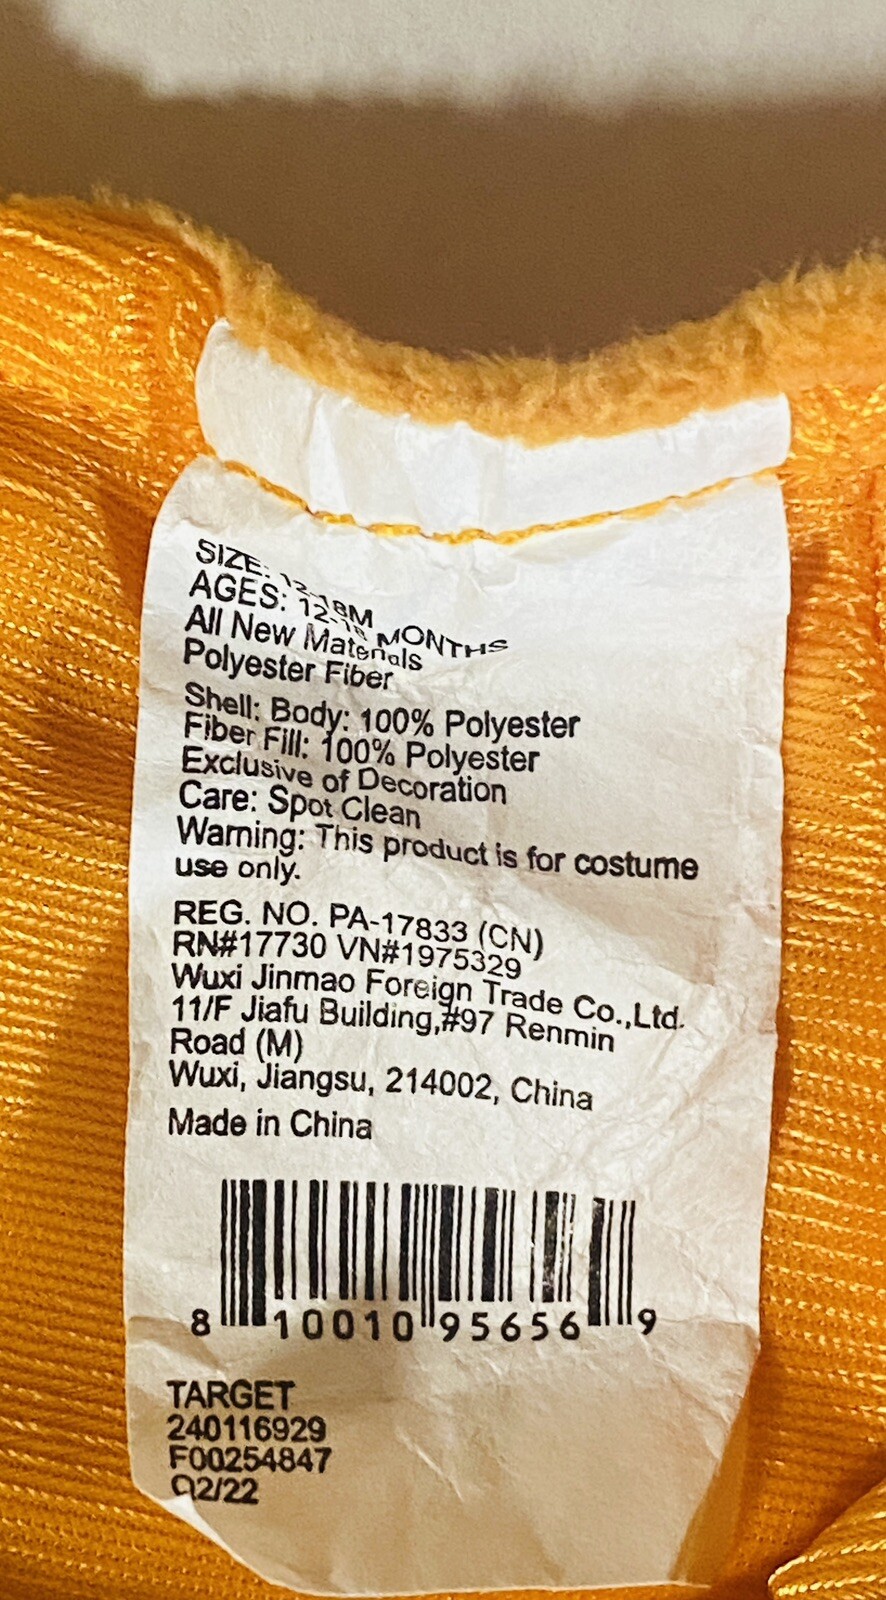 SIZE: 12-18M
AGES: 12-18 MONTHS
All New Materials
Polyester Fiber
Shell: Body: 100% Polyester
Fiber Fill: 100% Polyester
Exclusive of Decoration
Care: Spot Clean
Warning: This product is for costume
use only.
REG. NO. PA-17833 (CN)
RN#17730 VN#1975329
Wuxi Jinmao Foreign Trade Co.,Ltd.
11/F Jiafu Building,#97 Renmin
Road (M)
Wuxi, Jiangsu, 214002, China
Made in China
8 10010 95656 9
TARGET
240116929
F00254847
02/22